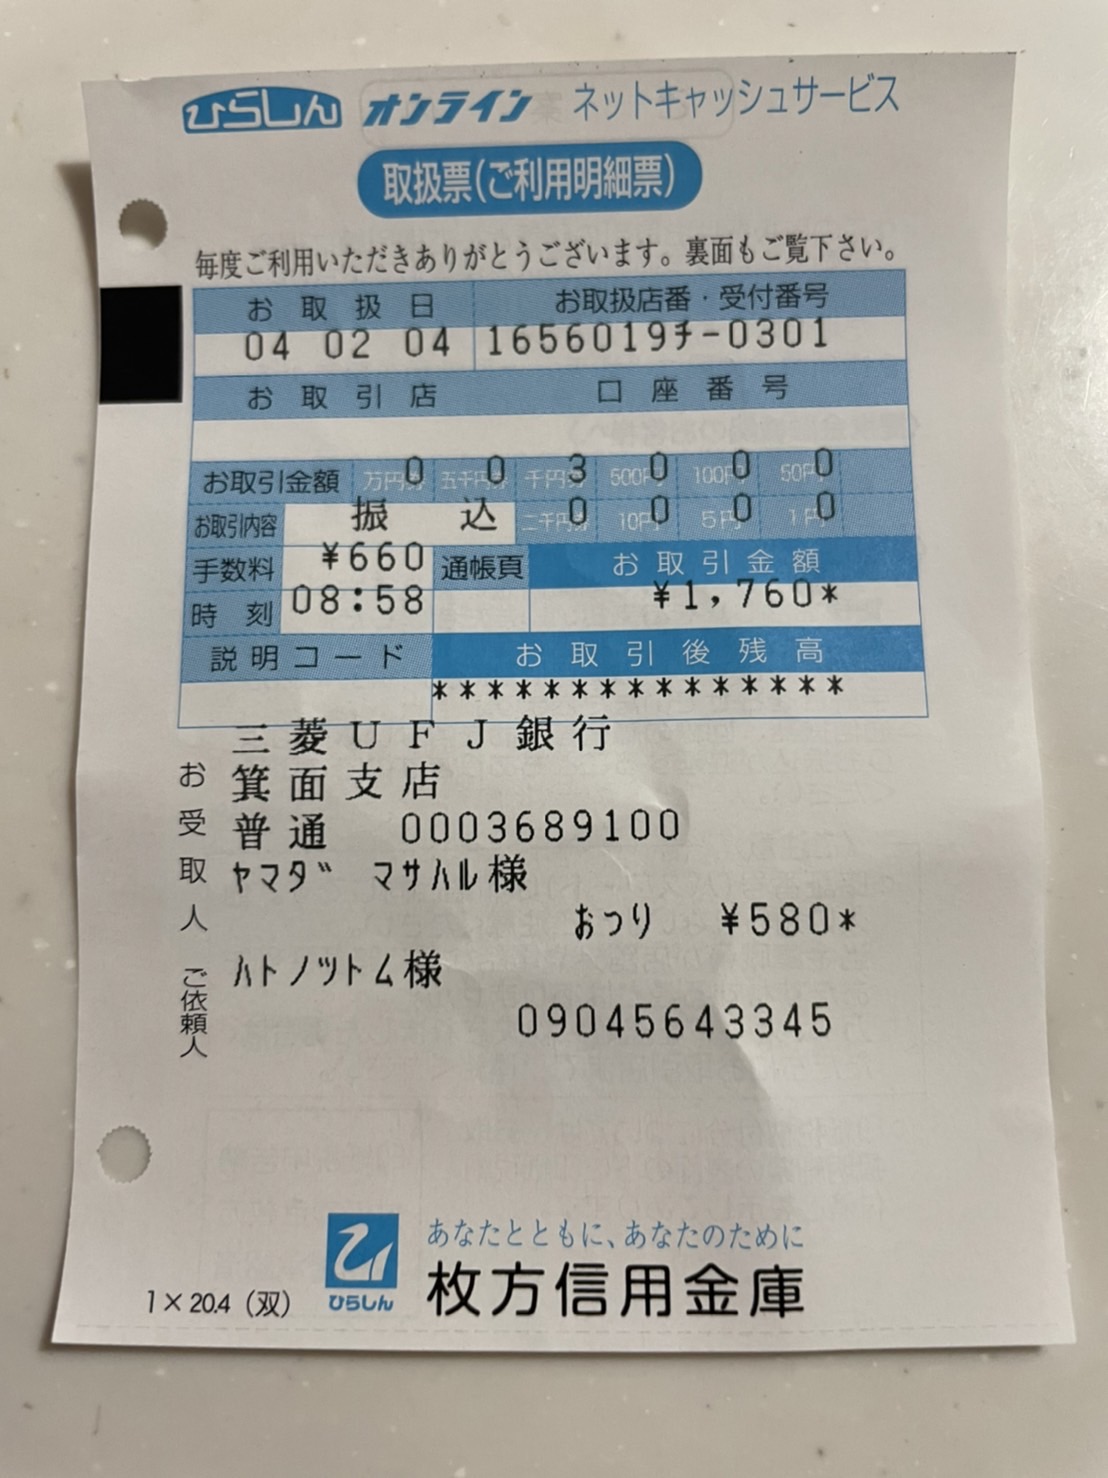 ひらしん オンライン ネットキャッシュサービス
取扱票(ご利用明細票)
毎度ご利用いただきありがとうございます。裏面もご覧下さい。
お取扱日 お取扱店番・受付番号
04 02 04 1656019チ-0301
お取引店 口座番号
お取引金額 万円券 0 五千円券 0 千円券 3 500円 0 100円 0 50円 0
お取引内容 振込 二千円券 0 10円 0 5円 0 1円 0
手数料 ¥660 通帳頁 お取引金額
時刻 08:58 ¥1,760*
説明コード お取引後残高
***************
三菱UFJ銀行
箕面支店
普通 0003689100
お受取人 ヤマダ マサハル様
おつり ¥580*
ご依頼人 ハトノツトム様
09045643345
あなたとともに、あなたのために
ひらしん 枚方信用金庫
1×20.4(双)